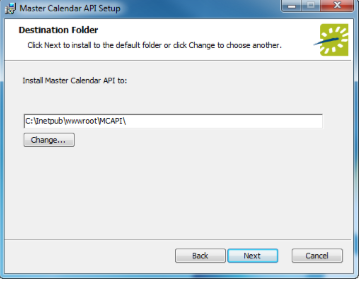 Master Calendar API Setup
Destination Folder
Click Next to install to the default folder or click Change to choose another.
Install Master Calendar API to:
C:\Inetpub\wwwroot\MCAPI\
Change...
Back Next Cancel